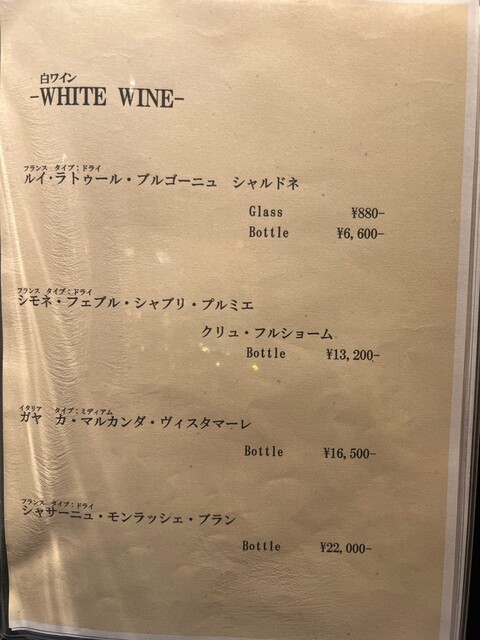 白ワイン
-WHITE WINE-
フランス タイプ:ドライ
ルイ・ラトゥール・ブルゴーニュ シャルドネ
Glass ¥880-
Bottle ¥6,600-
フランス タイプ:ドライ
シモネ・フェブル・シャブリ・プルミエ
クリュ・フルショーム
Bottle ¥13,200-
イタリア タイプ:ミディアム
ガヤ カ・マルカンダ・ヴィスタマーレ
Bottle ¥16,500-
フランス タイプ:ドライ
シャサーニュ・モンラッシェ・ブラン
Bottle ¥22,000-